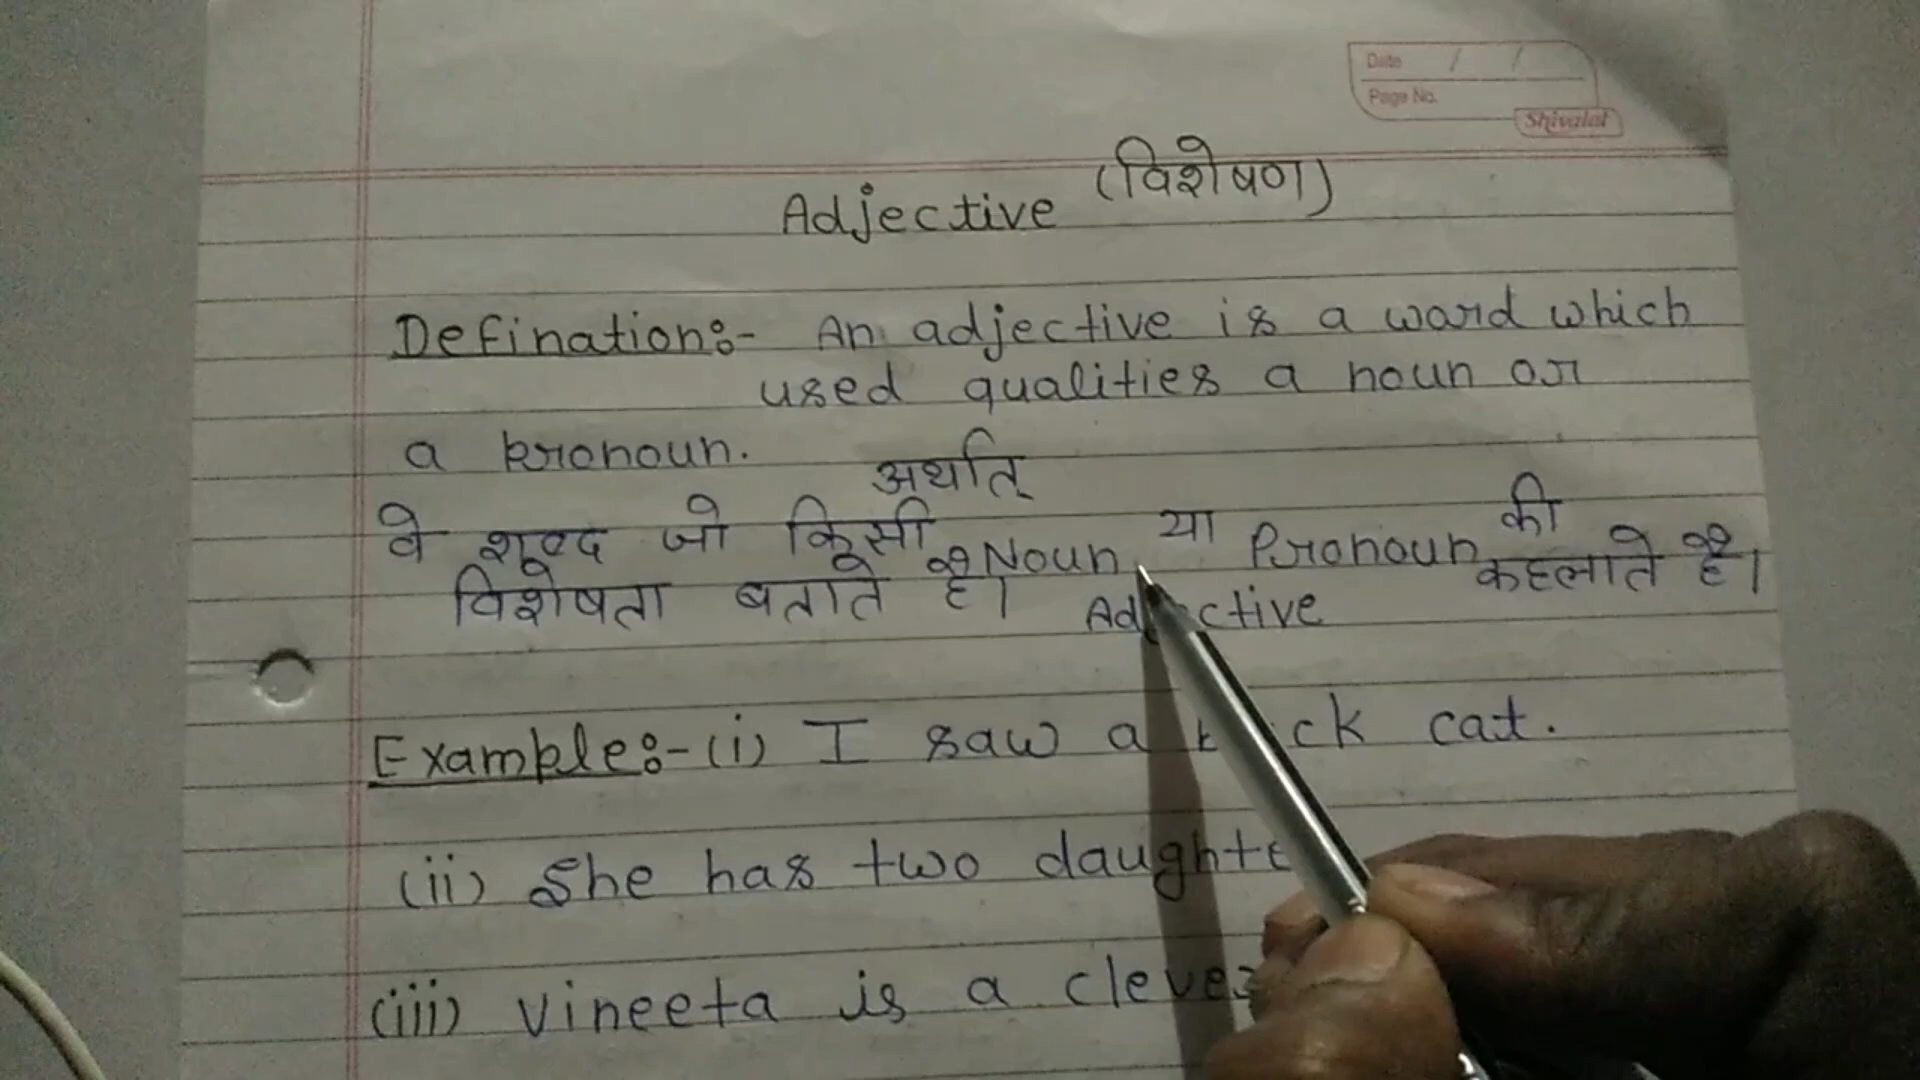 Date / /
Page No.
Shivalal
Adjective (विशेषण)
Defination:- An adjective is a word which
used qualities a noun or
a pronoun.
अर्थात्
वे शब्द जो किसी Noun या Pronoun की
विशेषता बताते है। Adjective कहलाते है।
Example:- (i) I saw a cat.
(ii) She has two
(iii) Vineeta is a clever